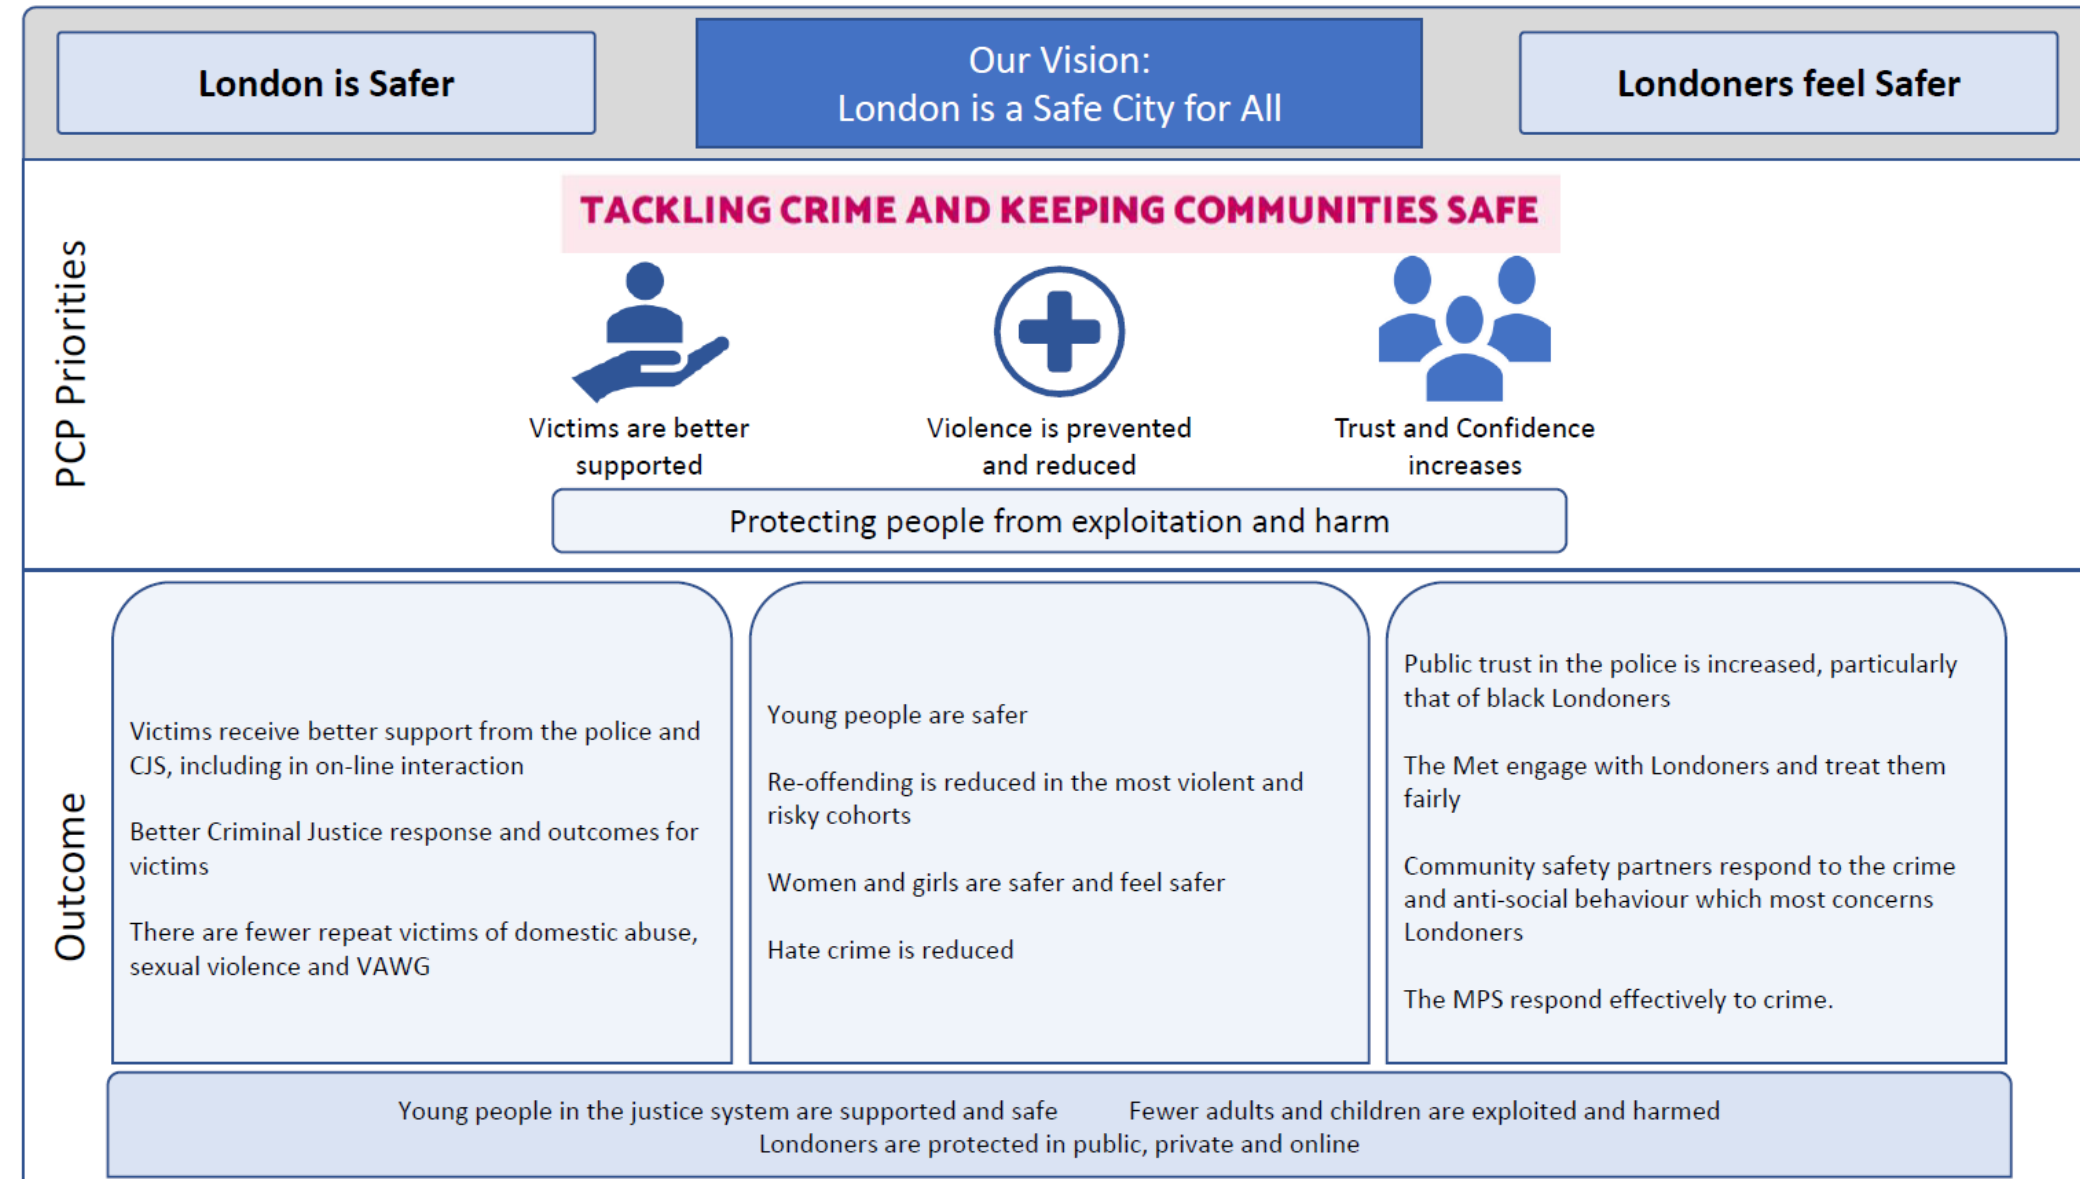 London is Safer
Our Vision:
London is a Safe City for All
Londoners feel Safer
PCP Priorities
TACKLING CRIME AND KEEPING COMMUNITIES SAFE
Victims are better
supported
Violence is prevented
and reduced
Trust and Confidence
increases
Protecting people from exploitation and harm
Outcome
Victims receive better support from the police and
CJS, including in on-line interaction
Better Criminal Justice response and outcomes for
victims
There are fewer repeat victims of domestic abuse,
sexual violence and VAWG
Young people are safer
Re-offending is reduced in the most violent and
risky cohorts
Women and girls are safer and feel safer
Hate crime is reduced
Public trust in the police is increased, particularly
that of black Londoners
The Met engage with Londoners and treat them
fairly
Community safety partners respond to the crime
and anti-social behaviour which most concerns
Londoners
The MPS respond effectively to crime.
Young people in the justice system are supported and safe Fewer adults and children are exploited and harmed
Londoners are protected in public, private and online